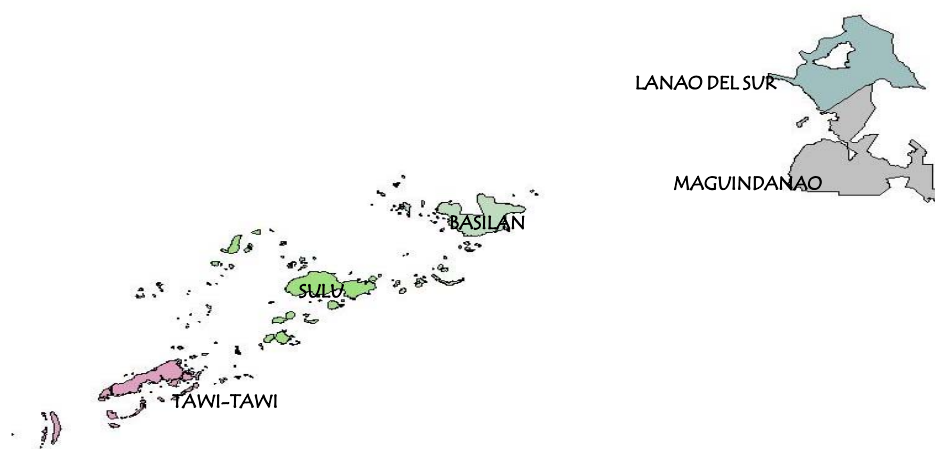 LANAO DEL SUR
MAGUINDANAO
BASILAN
SULU
TAWI-TAWI